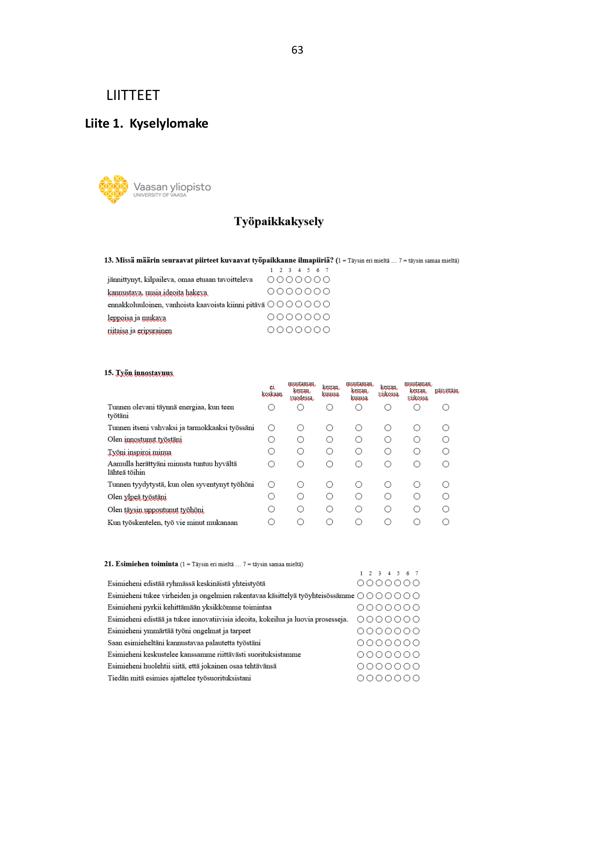 63
LIITTEET
Liite 1. Kyselylomake
Vaasan yliopisto
UNIVERSITY OF VAASA
Työpaikkakysely
13. Missä määrin seuraavat piirteet kuvaavat työpaikkanne ilmapiiriä? (1 = Täysin eri mieltä ... 7 = täysin samaa mieltä)
1 2 3 4 5 6 7
jännittynyt, kilpaileva, omaa etuaan tavoitteleva
kannustava, uusia ideoita hakeva
ennakkoluuloinen, vanhoista kaavoista kiinni pitävä
leppoisa ja mukava
riitaisa ja eripurainen
15. Työn innostavuus
ei koskaan
muutaman kerran vuodessa
kerran kuussa
muutaman kerran kuussa
kerran viikossa
muutaman kerran viikossa
päivittäin
Tunnen olevani täynnä energiaa, kun teen
työtäni
Tunnen itseni vahvaksi ja tarmokkaaksi työssäni
Olen innostunut työstäni
Työni inspiroi minua
Aamulla herättyäni minusta tuntuu hyvältä
lähteä töihin
Tunnen tyydytystä, kun olen syventynyt työhöni
Olen ylpeä työstäni
Olen täysin uppoutunut työhöni
Kun työskentelen, työ vie minut mukanaan
21. Esimiehen toiminta (1 = Täysin eri mieltä ... 7 = täysin samaa mieltä)
1 2 3 4 5 6 7
Esimieheni edistää ryhmässä keskinäistä yhteistyötä
Esimieheni tukee virheiden ja ongelmien rakentavaa käsittelyä työyhteisössämme
Esimieheni pyrkii kehittämään yksikkömme toimintaa
Esimieheni edistää ja tukee innovatiivisia ideoita, kokeilua ja luovia prosesseja.
Esimieheni ymmärtää työni ongelmat ja tarpeet
Saan esimieheltäni kannustavaa palautetta työstäni
Esimieheni keskustelee kanssamme riittävästi suorituksistamme
Esimieheni huolehtii siitä, että jokainen osaa tehtävänsä
Tiedän mitä esimies ajattelee työsuorituksistani